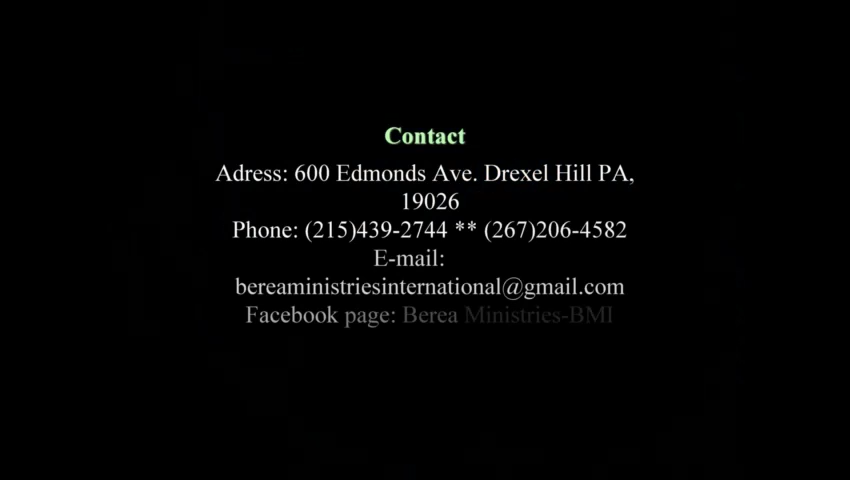 Contact
Adress: 600 Edmonds Ave. Drexel Hill PA,
19026
Phone: (215)439-2744 ** (267)206-4582
E-mail:
bereaministriesinternational@gmail.com
Facebook page: Berea Ministries-BMI